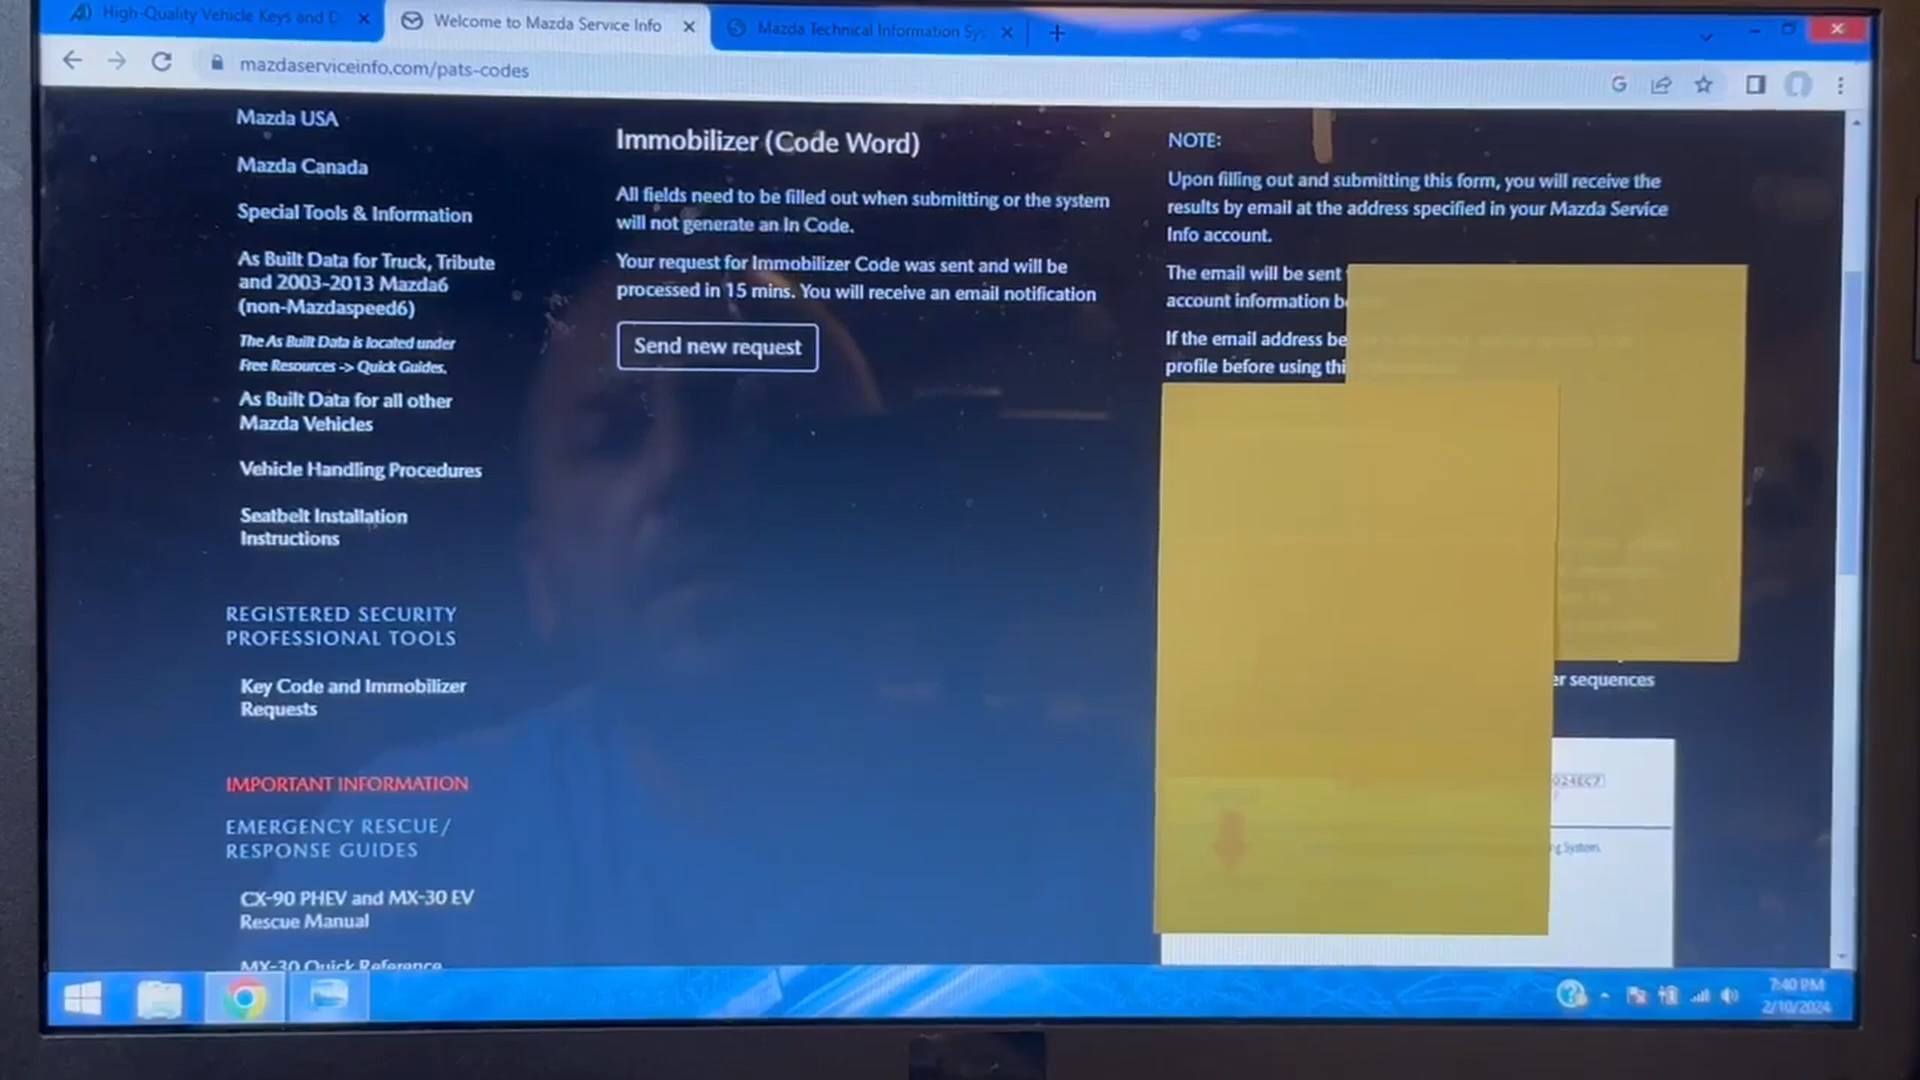 High-Quality Vehicle Keys and D
Welcome to Mazda Service Info
Mazda Technical Information Sy
mazdaserviceinfo.com/pats-codes
Mazda USA
Mazda Canada
Special Tools & Information
As Built Data for Truck, Tribute
and 2003-2013 Mazda6
(non-Mazdaspeed6)
The As Built Data is located under
Free Resources -> Quick Guides.
As Built Data for all other
Mazda Vehicles
Vehicle Handling Procedures
Seatbelt Installation
Instructions
REGISTERED SECURITY
PROFESSIONAL TOOLS
Key Code and Immobilizer
Requests
IMPORTANT INFORMATION
EMERGENCY RESCUE/
RESPONSE GUIDES
CX-90 PHEV and MX-30 EV
Rescue Manual
MX-30 Quick Reference
Immobilizer (Code Word)
All fields need to be filled out when submitting or the system
will not generate an In Code.
Your request for Immobilizer Code was sent and will be
processed in 15 mins. You will receive an email notification
Send new request
NOTE:
Upon filling out and submitting this form, you will receive the
results by email at the address specified in your Mazda Service
Info account.
The email will be sent
account information b
If the email address be
profile before using thi
er sequences
024EC7
g System.
7:40 PM
2/10/2024